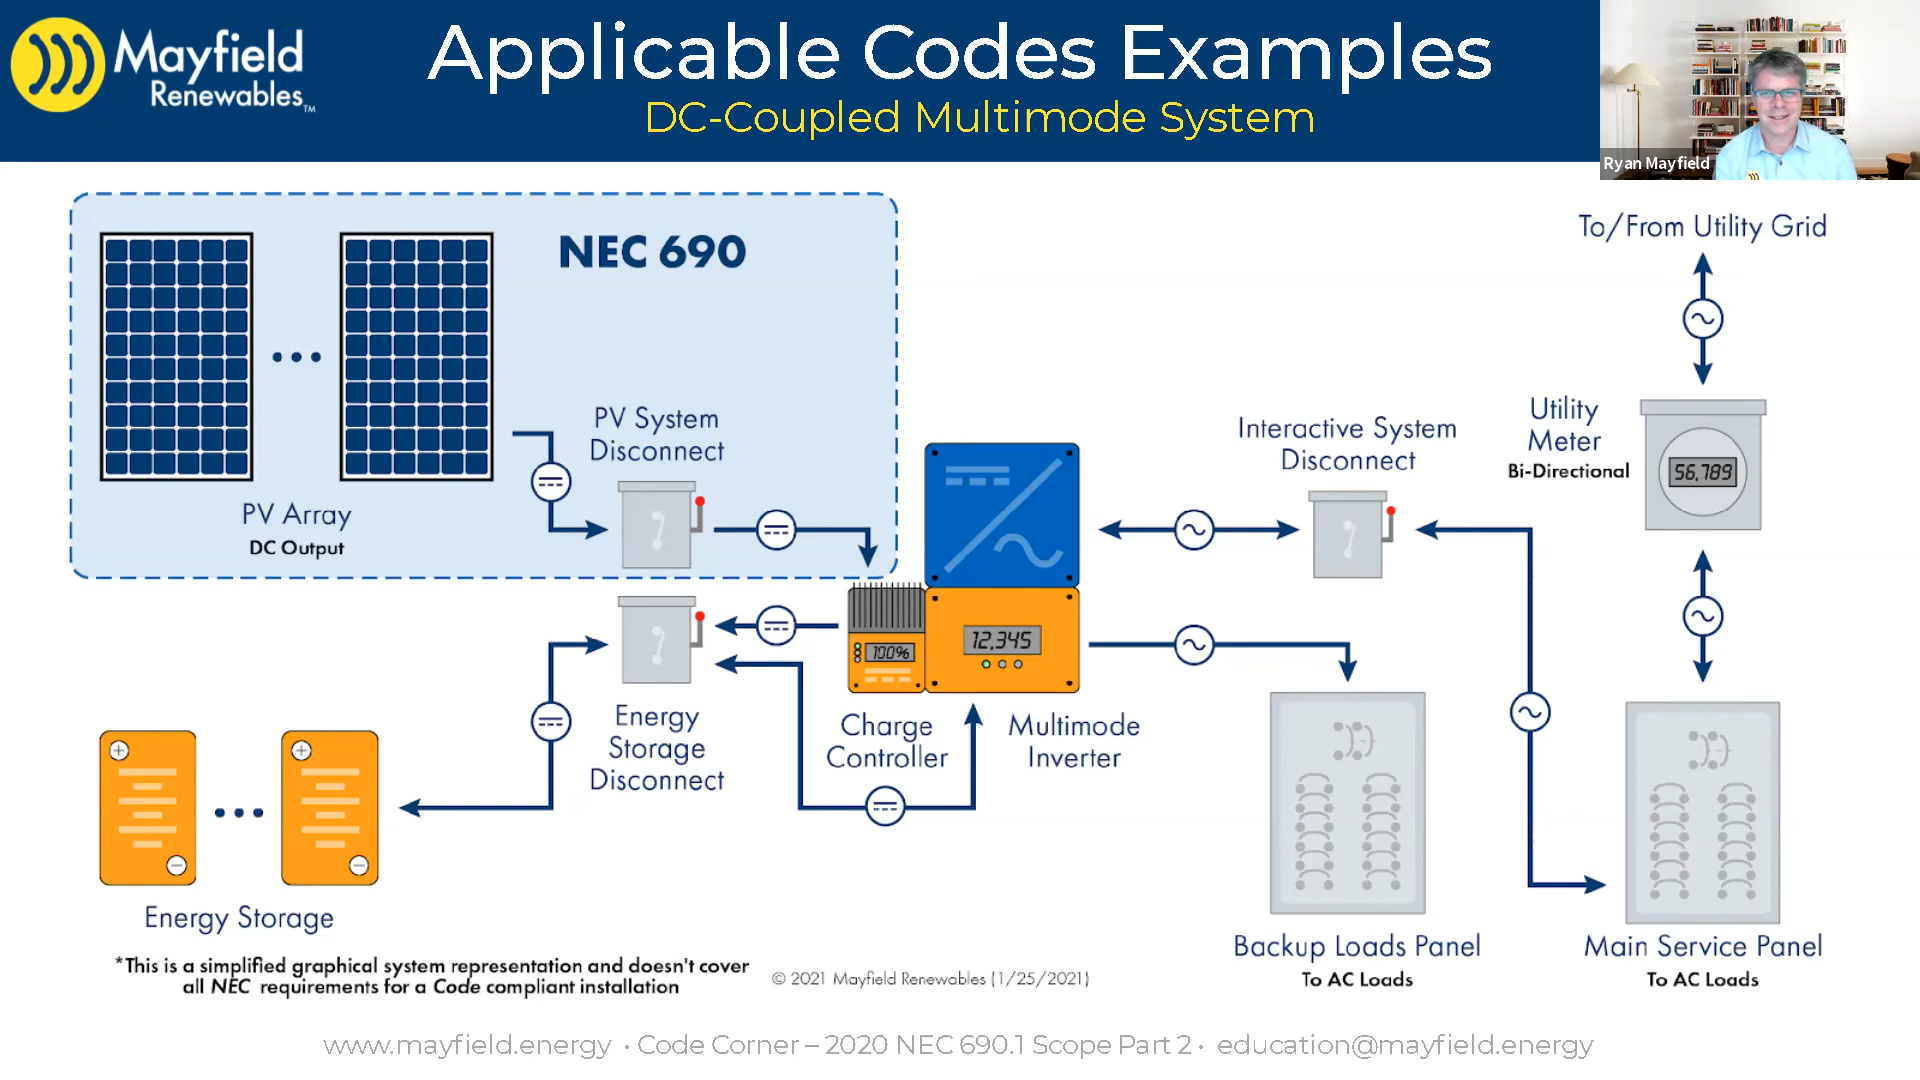 Mayfield
Renewables™
Applicable Codes Examples
DC-Coupled Multimode System
Ryan Mayfield
NEC 690
PV Array
DC Output
PV System
Disconnect
To/From Utility Grid
Utility
Meter
Bi-Directional
56,789
Interactive System
Disconnect
100%
12,345
Energy
Storage
Disconnect
Charge
Controller
Multimode
Inverter
Energy Storage
Backup Loads Panel
To AC Loads
Main Service Panel
To AC Loads
*This is a simplified graphical system representation and doesn't cover
all NEC requirements for a Code compliant installation
© 2021 Mayfield Renewables (1/25/2021)
www.mayfield.energy • Code Corner – 2020 NEC 690.1 Scope Part 2 • education@mayfield.energy